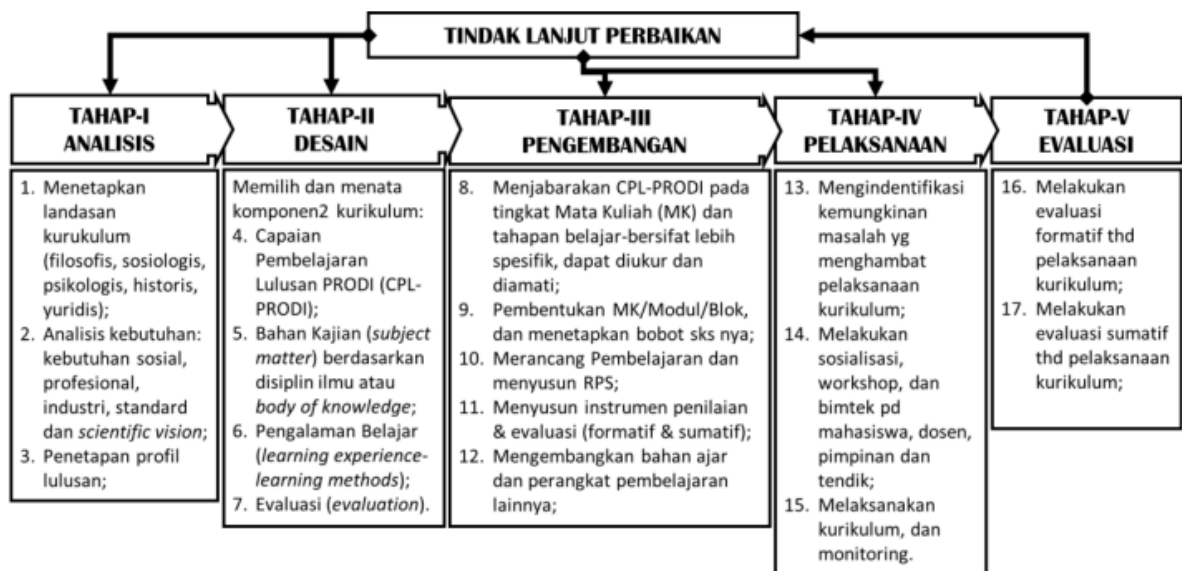 TINDAK LANJUT PERBAIKAN
TAHAP-I
ANALISIS
1. Menetapkan
landasan
kurukulum
(filosofis, sosiologis,
psikologis, historis,
yuridis);
2. Analisis kebutuhan:
kebutuhan sosial,
profesional,
industri, standard
dan scientific vision;
3. Penetapan profil
lulusan;
TAHAP-II
DESAIN
Memilih dan menata
komponen2 kurikulum:
4. Capaian
Pembelajaran
Lulusan PRODI (CPL-
PRODI);
5. Bahan Kajian (subject
matter) berdasarkan
disiplin ilmu atau
body of knowledge;
6. Pengalaman Belajar
(learning experience-
learning methods);
7. Evaluasi (evaluation).
TAHAP-III
PENGEMBANGAN
8. Menjabarakan CPL-PRODI pada
tingkat Mata Kuliah (MK) dan
tahapan belajar-bersifat lebih
spesifik, dapat diukur dan
diamati;
9. Pembentukan MK/Modul/Blok,
dan menetapkan bobot sks nya;
10. Merancang Pembelajaran dan
menyusun RPS;
11. Menyusun instrumen penilaian
& evaluasi (formatif & sumatif);
12. Mengembangkan bahan ajar
dan perangkat pembelajaran
lainnya;
TAHAP-IV
PELAKSANAAN
13. Mengindentifikasi
kemungkinan
masalah yg
menghambat
pelaksanaan
kurikulum;
14. Melakukan
sosialisasi,
workshop, dan
bimtek pd
mahasiswa, dosen,
pimpinan dan
tendik;
15. Melaksanakan
kurikulum, dan
monitoring.
TAHAP-V
EVALUASI
16. Melakukan
evaluasi
formatif thd
pelaksanaan
kurikulum;
17. Melakukan
evaluasi sumatif
thd pelaksanaan
kurikulum;